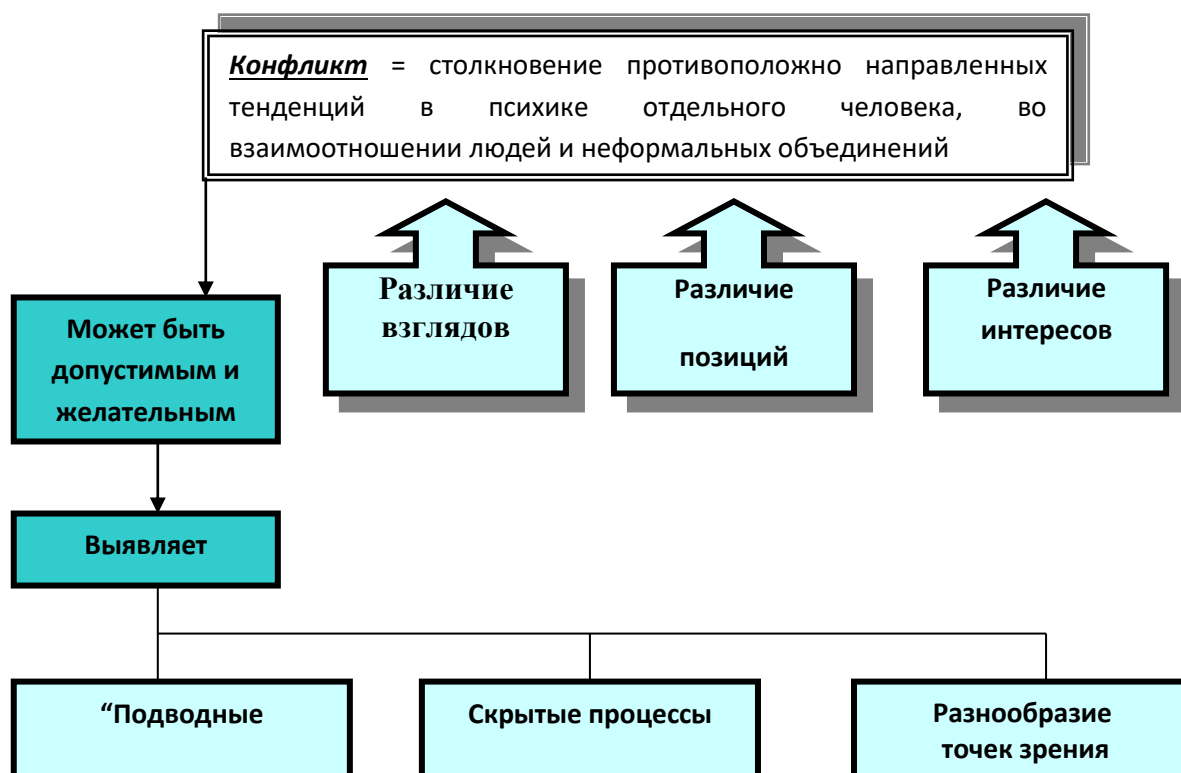 Конфликт = столкновение противоположно направленных
тенденций в психике отдельного человека, во
взаимоотношении людей и неформальных объединений
Различие
взглядов
Различие
позиций
Различие
интересов
Может быть
допустимым и
желательным
Выявляет
“Подводные
Скрытые процессы
Разнообразие
точек зрения